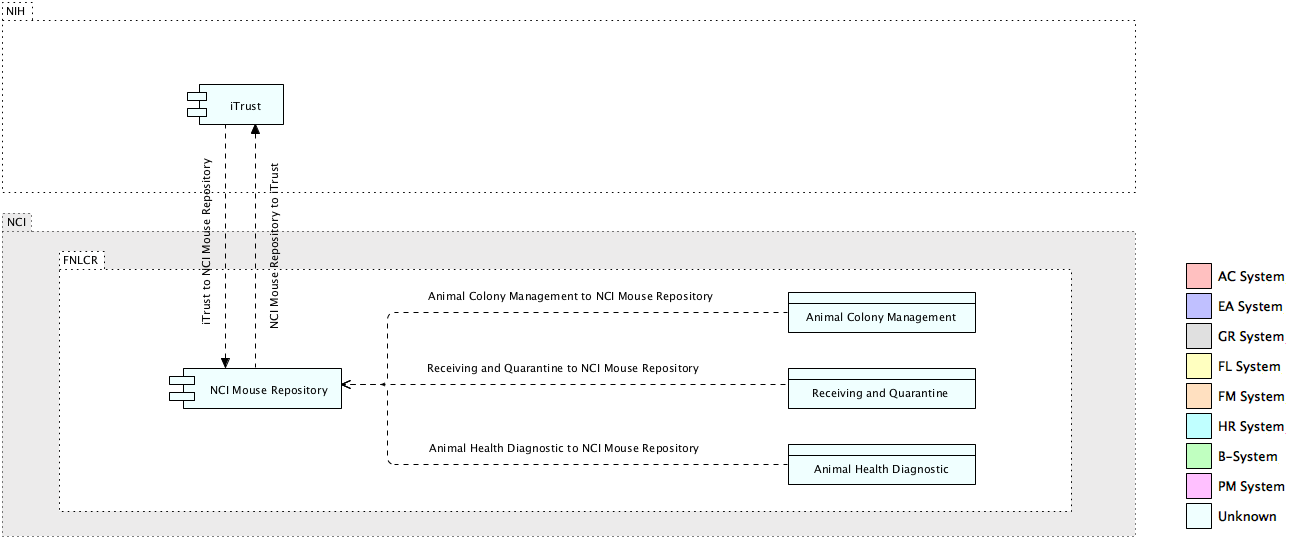 NIH
iTrust
iTrust to NCI Mouse Repository
NCI Mouse Repository to iTrust
NCI
FNLCR
Animal Colony Management to NCI Mouse Repository
Animal Colony Management
Receiving and Quarantine to NCI Mouse Repository
NCI Mouse Repository
Receiving and Quarantine
Animal Health Diagnostic to NCI Mouse Repository
Animal Health Diagnostic
AC System
EA System
GR System
FL System
FM System
HR System
B-System
PM System
Unknown